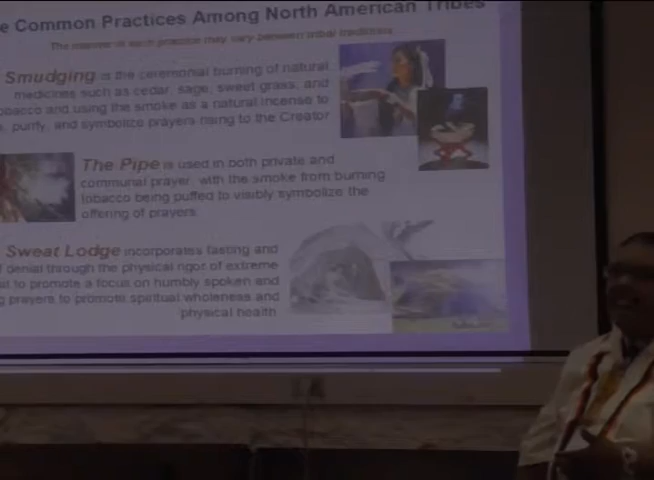 e Common Practices Among North American Tribes
The manner of each practice may vary between tribal traditions.
Smudging is the ceremonial burning of natural
medicines such as cedar, sage, sweet grass, and
obacco and using the smoke as a natural incense to
purify, and symbolize prayers rising to the Creator
The Pipe is used in both private and
communal prayer, with the smoke from burning
tobacco being puffed to visibly symbolize the
offering of prayers
Sweat Lodge incorporates fasting and
denial through the physical rigor of extreme
at to promote a focus on humbly spoken and
g prayers to promote spiritual wholeness and
physical health